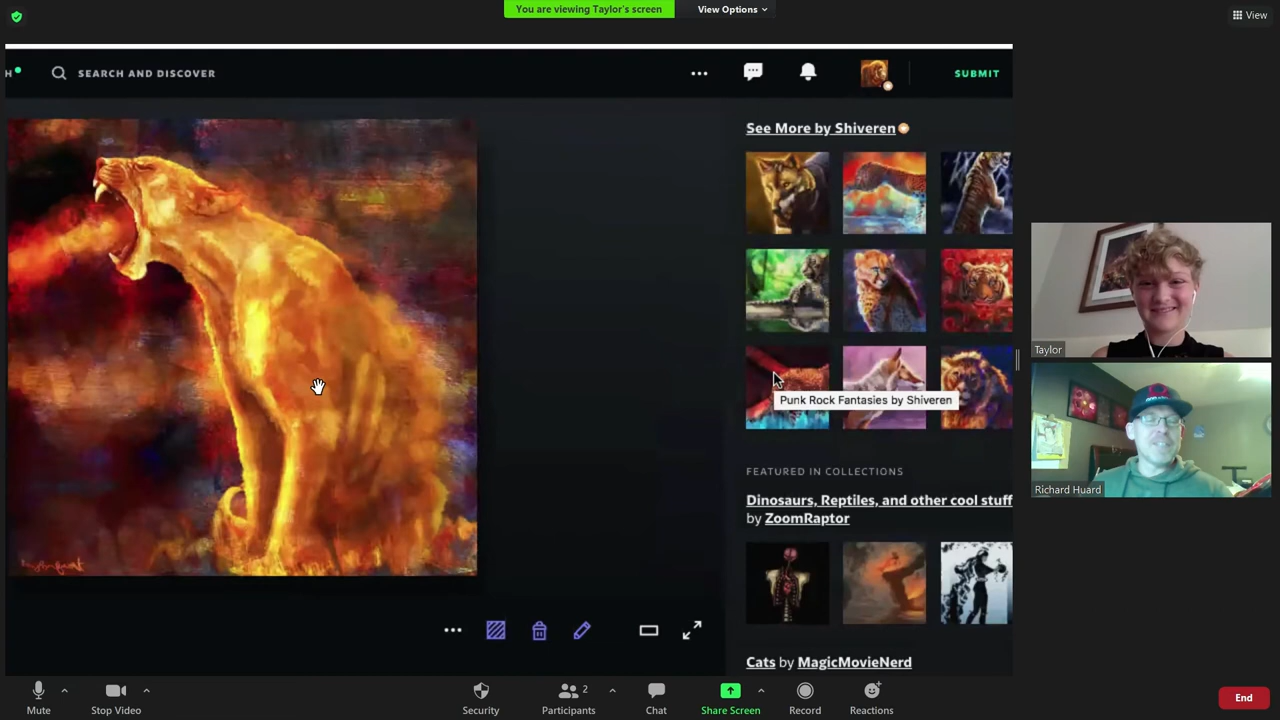 You are viewing Taylor's screen
View Options
View
H
SEARCH AND DISCOVER
SUBMIT
See More by Shiveren
Punk Rock Fantasies by Shiveren
FEATURED IN COLLECTIONS
Dinosaurs, Reptiles, and other cool stuff
by ZoomRaptor
Cats by MagicMovieNerd
Taylor
Richard Huard
Mute
Stop Video
Security
2
Participants
Chat
Share Screen
Record
Reactions
End